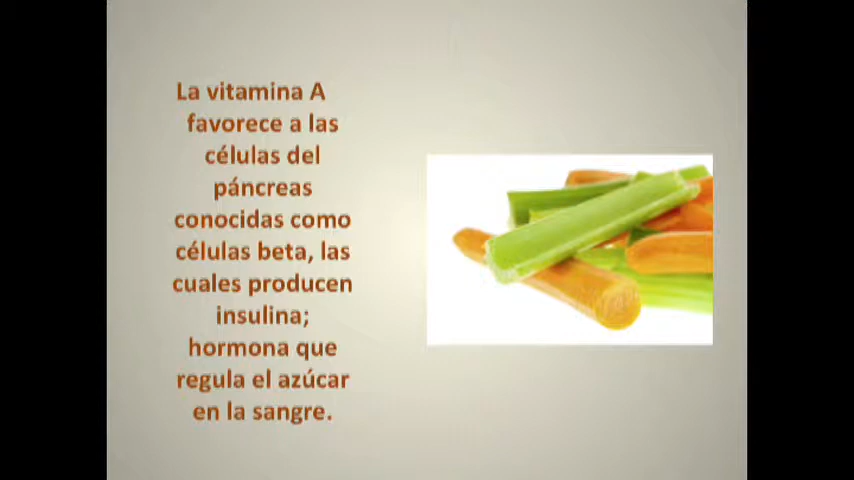 La vitamina A
favorece a las
células del
páncreas
conocidas como
células beta, las
cuales producen
insulina;
hormona que
regula el azúcar
en la sangre.